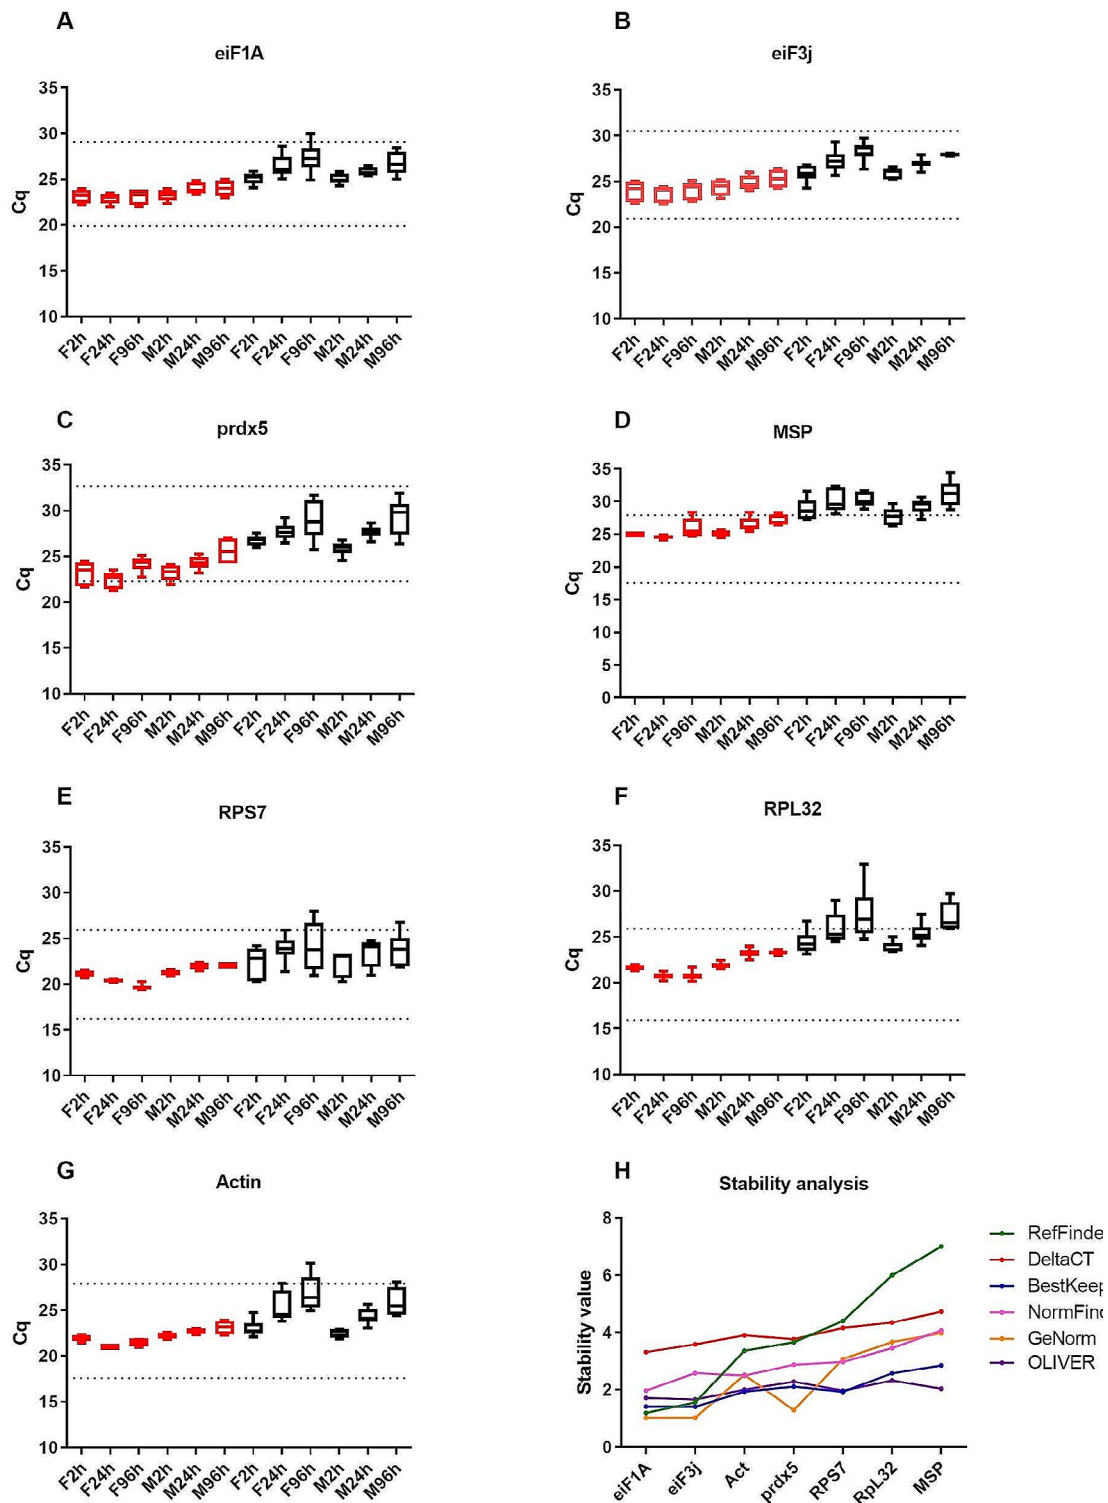 A
eiF1A
35
30
25
20
15
10
Cq
F2h F24h F96h M2h M24h M96h F2h F24h F96h M2h M24h M96h
B
eiF3j
35
30
25
20
15
10
Cq
F2h F24h F96h M2h M24h M96h F2h F24h F96h M2h M24h M96h
C
prdx5
35
30
25
20
15
10
Cq
F2h F24h F96h M2h M24h M96h F2h F24h F96h M2h M24h M96h
D
MSP
35
30
25
20
15
10
5
0
Cq
F2h F24h F96h M2h M24h M96h F2h F24h F96h M2h M24h M96h
E
RPS7
35
30
25
20
15
10
Cq
F2h F24h F96h M2h M24h M96h F2h F24h F96h M2h M24h M96h
F
RPL32
35
30
25
20
15
10
Cq
F2h F24h F96h M2h M24h M96h F2h F24h F96h M2h M24h M96h
G
Actin
35
30
25
20
15
10
Cq
F2h F24h F96h M2h M24h M96h F2h F24h F96h M2h M24h M96h
H
Stability analysis
8
6
4
2
0
Stability value
eiF1A eiF3j Act prdx5 RPS7 RpL32 MSP
RefFinde
DeltaCT
BestKeep
NormFind
GeNorm
OLIVER